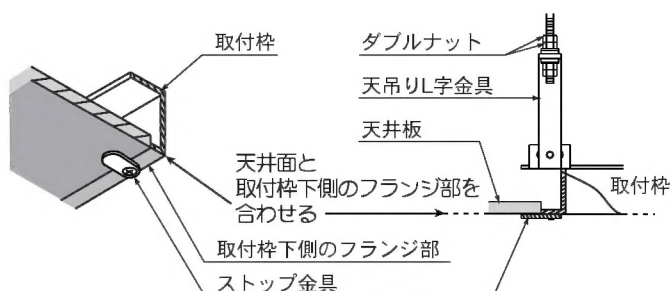 取付枠
ダブルナット
天吊りL字金具
天井板
天井面と
取付枠下側のフランジ部を
合わせる
取付枠
取付枠下側のフランジ部
ストップ金具